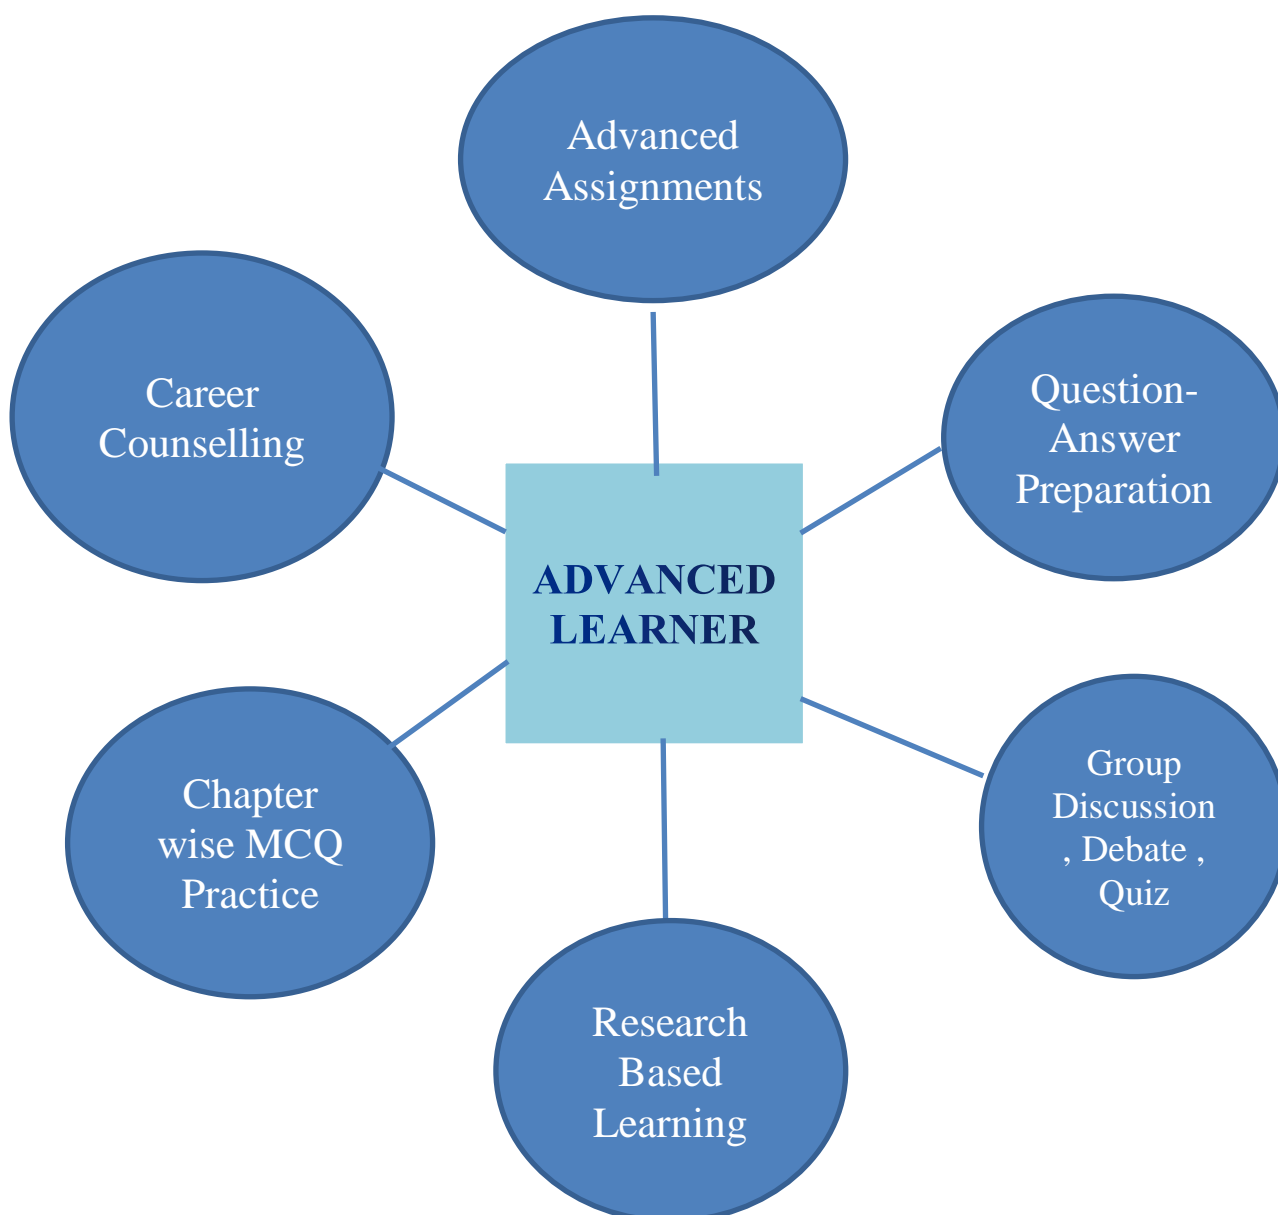 Advanced
Assignments
Career
Counselling
Question-
Answer
Preparation
ADVANCED
LEARNER
Chapter
wise MCQ
Practice
Group
Discussion
, Debate ,
Quiz
Research
Based
Learning